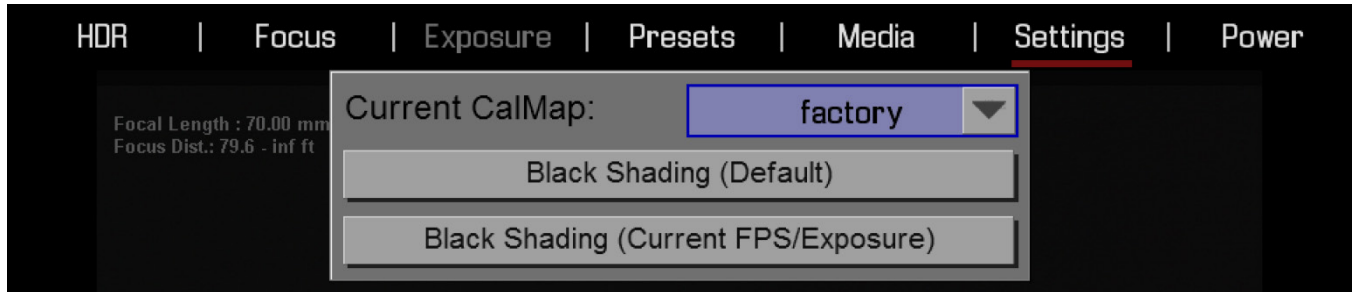 HDR | Focus | Exposure | Presets | Media | Settings | Power
Focal Length : 70.00 mm
Focus Dist.: 79.6 - inf ft
Current CalMap: factory
Black Shading (Default)
Black Shading (Current FPS/Exposure)